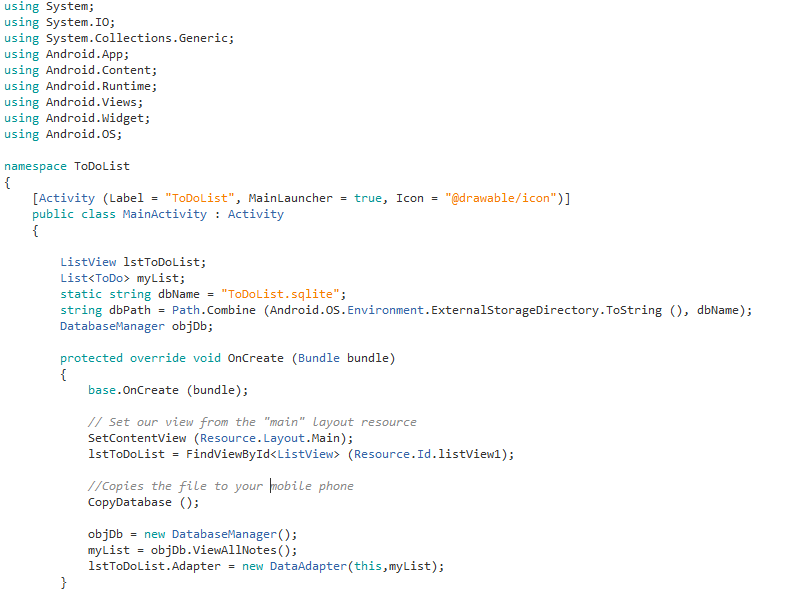 using System;
using System.IO;
using System.Collections.Generic;
using Android.App;
using Android.Content;
using Android.Runtime;
using Android.Views;
using Android.Widget;
using Android.OS;

namespace ToDoList
{
    [Activity (Label = "ToDoList", MainLauncher = true, Icon = "@drawable/icon")]
    public class MainActivity : Activity
    {

        ListView lstToDoList;
        List<ToDo> myList;
        static string dbName = "ToDoList.sqlite";
        string dbPath = Path.Combine (Android.OS.Environment.ExternalStorageDirectory.ToString (), dbName);
        DatabaseManager objDb;

        protected override void OnCreate (Bundle bundle)
        {
            base.OnCreate (bundle);

            // Set our view from the "main" layout resource
            SetContentView (Resource.Layout.Main);
            lstToDoList = FindViewById<ListView> (Resource.Id.listView1);

            //Copies the file to your mobile phone
            CopyDatabase ();

            objDb = new DatabaseManager();
            myList = objDb.ViewAllNotes();
            lstToDoList.Adapter = new DataAdapter(this,myList);
        }